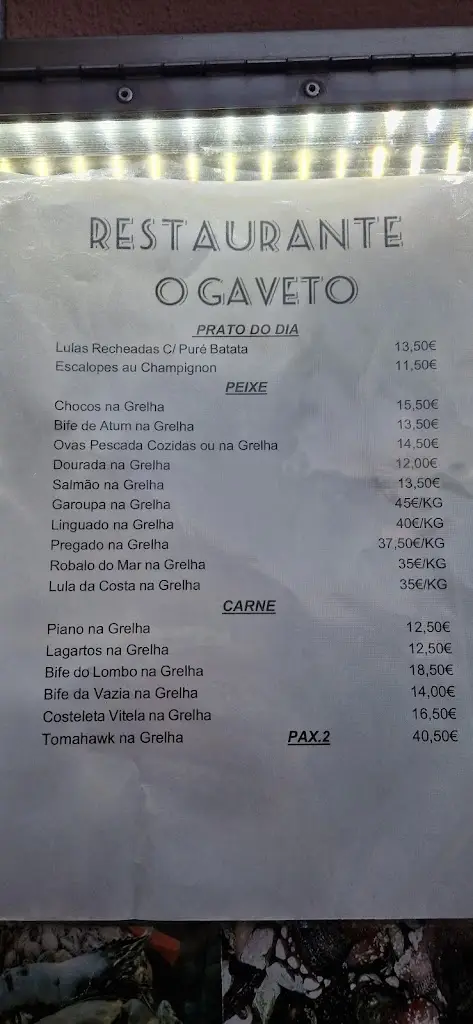 RESTAURANTE
O GAVETO
PRATO DO DIA
Lulas Recheadas C/ Puré Batata 13,50€
Escalopes au Champignon 11,50€
PEIXE
Chocos na Grelha 15,50€
Bife de Atum na Grelha 13,50€
Ovas Pescada Cozidas ou na Grelha 14,50€
Dourada na Grelha 12,00€
Salmão na Grelha 13,50€
Garoupa na Grelha 45€/KG
Linguado na Grelha 40€/KG
Pregado na Grelha 37,50€/KG
Robalo do Mar na Grelha 35€/KG
Lula da Costa na Grelha 35€/KG
CARNE
Piano na Grelha 12,50€
Lagartos na Grelha 12,50€
Bife do Lombo na Grelha 18,50€
Bife da Vazia na Grelha 14,00€
Costeleta Vitela na Grelha 16,50€
Tomahawk na Grelha PAX.2 40,50€